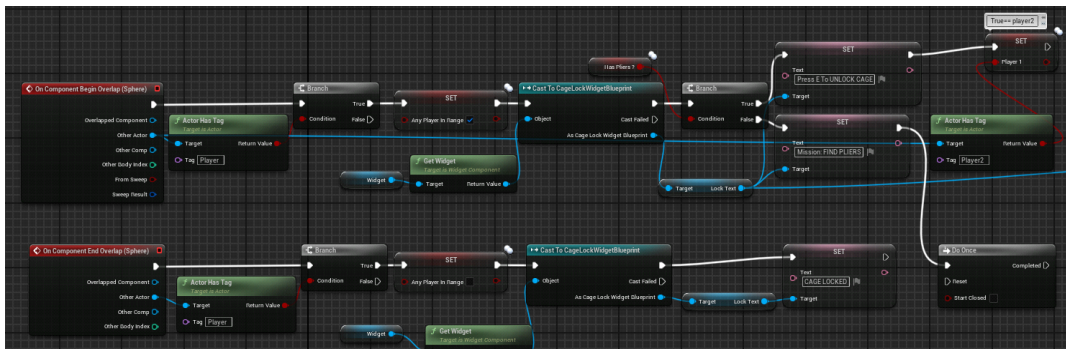 True== player2
SET
Player 1
SET
Text
Press E To UNLOCK CAGE
Target
Has Pliers ?
On Component Begin Overlap (Sphere)
Overlapped Component
Other Actor
Other Comp
Other Body Index
From Sweep
Sweep Result
Actor Has Tag
Target is Actor
Target
Return Value
Tag
Player
Branch
True
Condition
False
SET
Any Player In Range
Cast To CageLockWidgetBlueprint
Object
Cast Failed
As Cage Lock Widget Blueprint
Get Widget
Target is Widget Component
Widget
Target
Return Value
Branch
True
Condition
False
SET
Text
Mission: FIND PLIERS
Target
Target
Lock Text
Actor Has Tag
Target is Actor
Target
Return Value
Tag
Player2
On Component End Overlap (Sphere)
Overlapped Component
Other Actor
Other Comp
Other Body Index
Actor Has Tag
Target is Actor
Target
Return Value
Tag
Player
Branch
True
Condition
False
SET
Any Player In Range
Cast To CageLockWidgetBlueprint
Object
Cast Failed
As Cage Lock Widget Blueprint
Widget
Get Widget
Target is Widget Component
Target
Lock Text
SET
Text
CAGE LOCKED
Target
Do Once
Completed
Reset
Start Closed